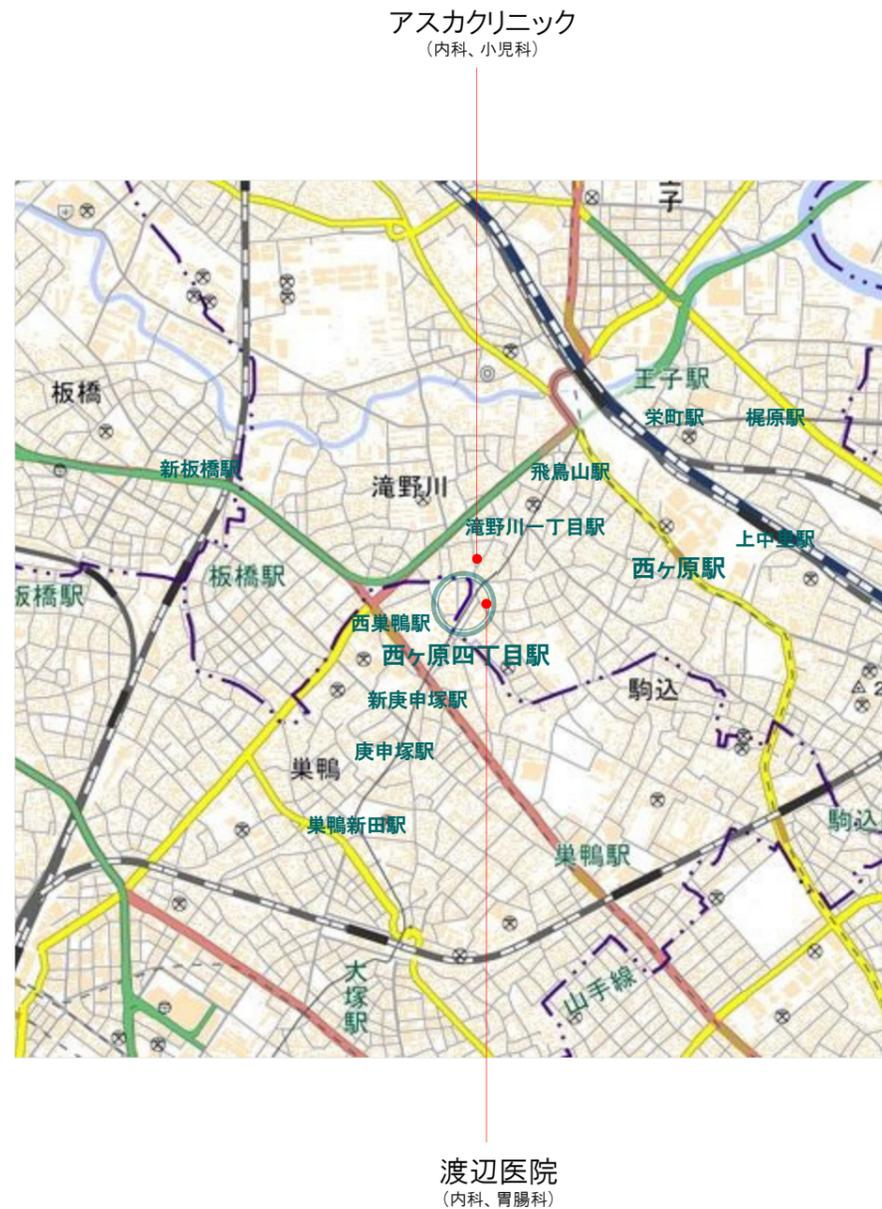 アスカクリニック
（内科、小児科）
王子駅
板橋
栄町駅
梶原駅
新板橋駅
飛鳥山駅
滝野川
滝野川一丁目駅
上中里駅
西ヶ原駅
板橋駅
板橋駅
西巣鴨駅
西ヶ原四丁目駅
駒込
新庚申塚駅
庚申塚駅
巣鴨
巣鴨新田駅
駒込
巣鴨駅
大塚駅
山手線
渡辺医院
（内科、胃腸科）